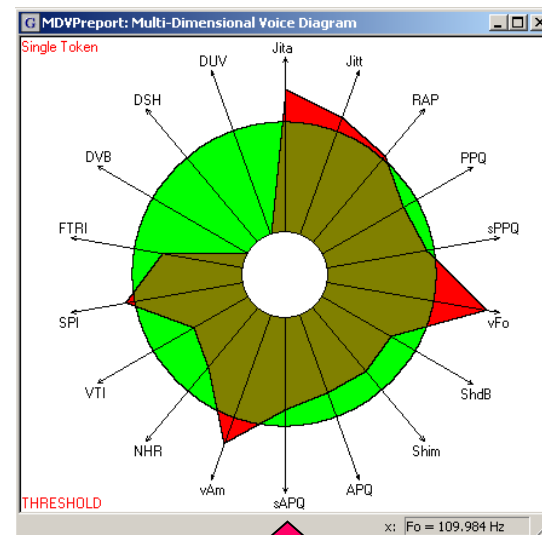 G MDVPreport: Multi-Dimensional Voice Diagram
Single Token
Jita
DUV
Jitt
DSH
RAP
DVB
PPQ
FTRI
sPPQ
SPI
vFo
VTI
ShdB
NHR
Shim
vAm
APQ
sAPQ
THRESHOLD
x: Fo = 109.984 Hz